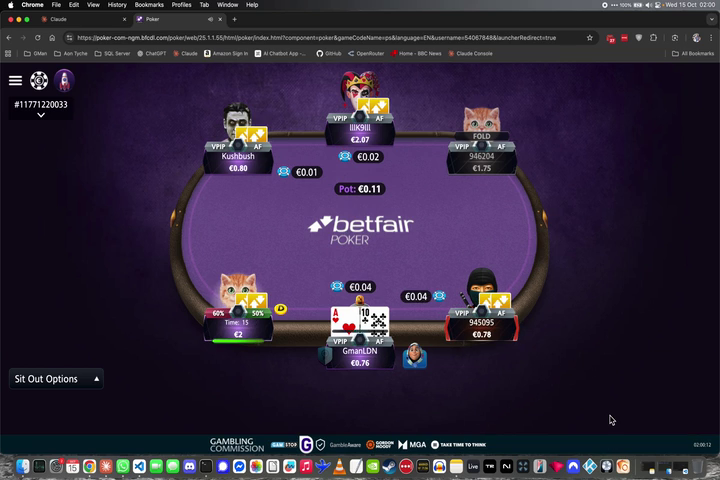 Chrome File Edit View History Bookmarks Profiles Tab Window Help
Wed 15 Oct 02:00
Claude
Poker
https://poker-com-ngm.bfcdl.com/poker/web/25.1.1.55/html/poker/index.html?component=poker&gameCodeName=ps&language=EN&username=54067848&launcherRedirect=true
GMan
Aon Tyche
SQL Server
ChatGPT
Claude
Amazon Sign In
AI Chatbot App -...
GitHub
OpenRouter
Home - BBC News
Claude Console
All Bookmarks
#11771220033
VPIP AF
lllK9lll
€2.07
VPIP AF
Kushbush
€0.80
FOLD
VPIP AF
946204
€1.75
€0.02
€0.01
Pot: €0.11
betfair
POKER
€0.04
€0.04
60% 50%
Time: 15
€2
D
A
10
VPIP AF
GmanLDN
€0.76
VPIP AF
945095
€0.78
Sit Out Options
GAMBLING
COMMISSION
GAMSTOP
G
GambleAware
GORDON
MOODY
MGA
TAKE TIME TO THINK
02:00:12
15
Live